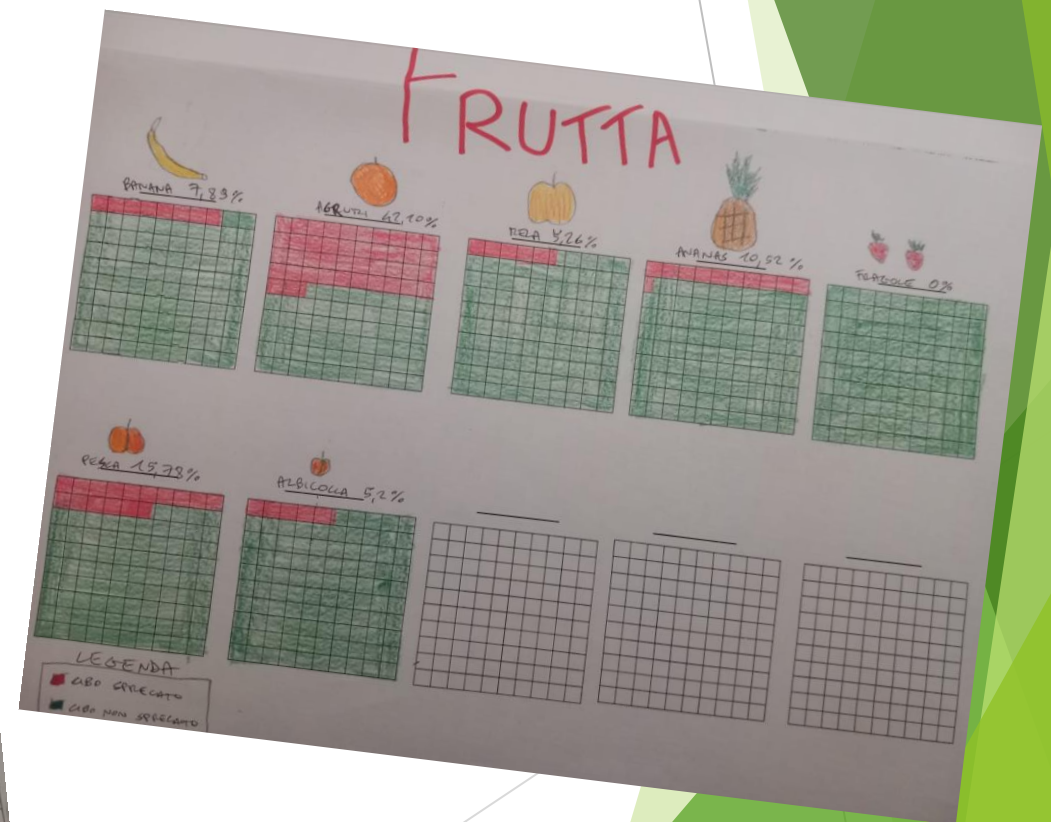 FRUTTA
BANANA 7,89%
AGRUMI 42,10%
MELA 5,26%
ANANAS 10,52%
FRAGOLE 0%
PESCA 15,78%
ALBICOCCA 5,2%
LEGENDA
CIBO SPRECATO
CIBO NON SPRECATO